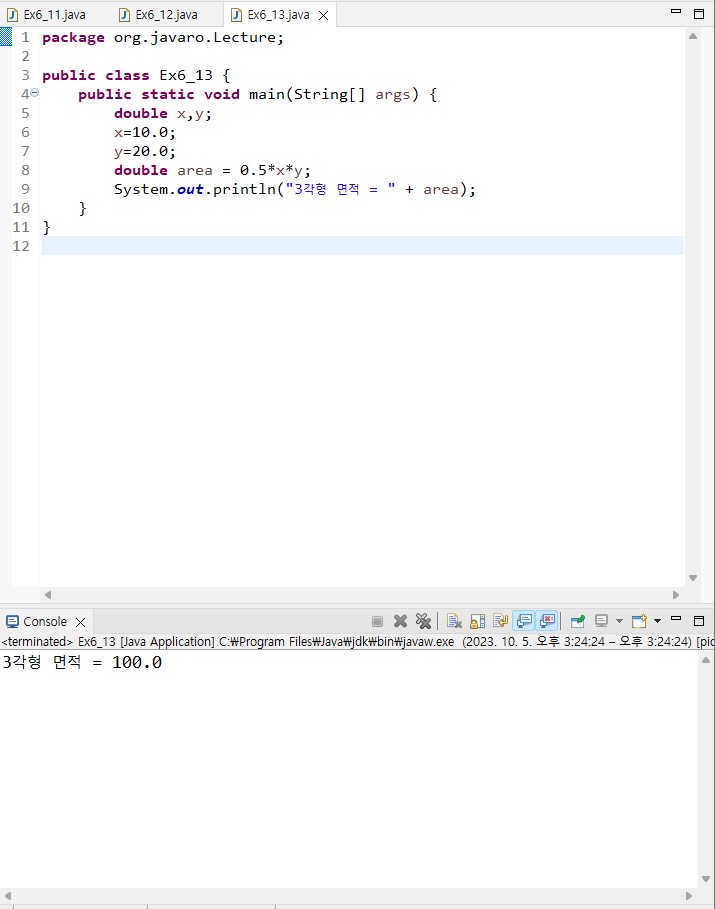 Ex6_11.java Ex6_12.java Ex6_13.java
1 package org.javaro.Lecture;
2
3 public class Ex6_13 {
4 public static void main(String[] args) {
5 double x,y;
6 x=10.0;
7 y=20.0;
8 double area = 0.5*x*y;
9 System.out.println("3각형 면적 = " + area);
10 }
11 }
12
Console
<terminated> Ex6_13 [Java Application] C:₩Program Files₩Java₩jdk₩bin₩javaw.exe (2023. 10. 5. 오후 3:24:24 – 오후 3:24:24) [pic
3각형 면적 = 100.0